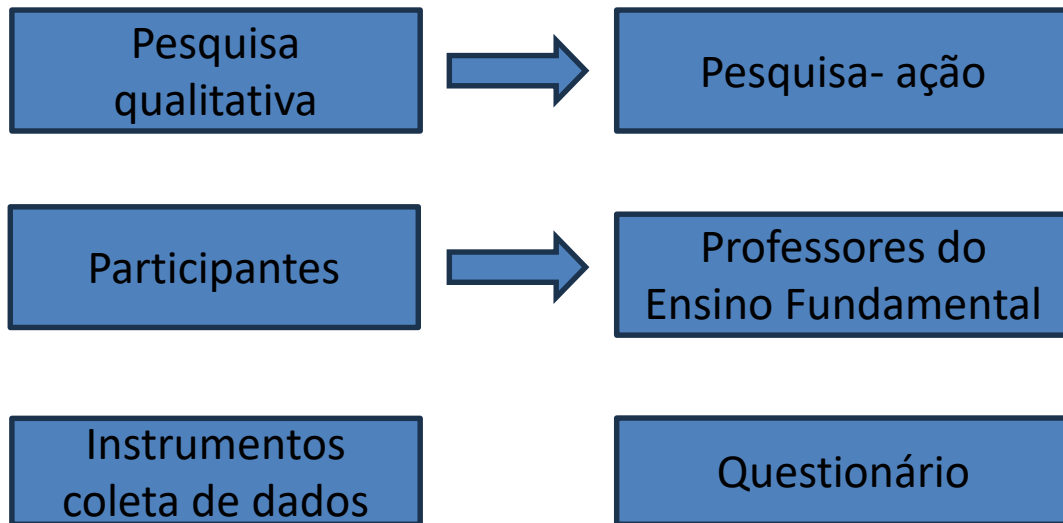 Pesquisa
qualitativa
Pesquisa- ação
Participantes
Professores do
Ensino Fundamental
Instrumentos
coleta de dados
Questionário